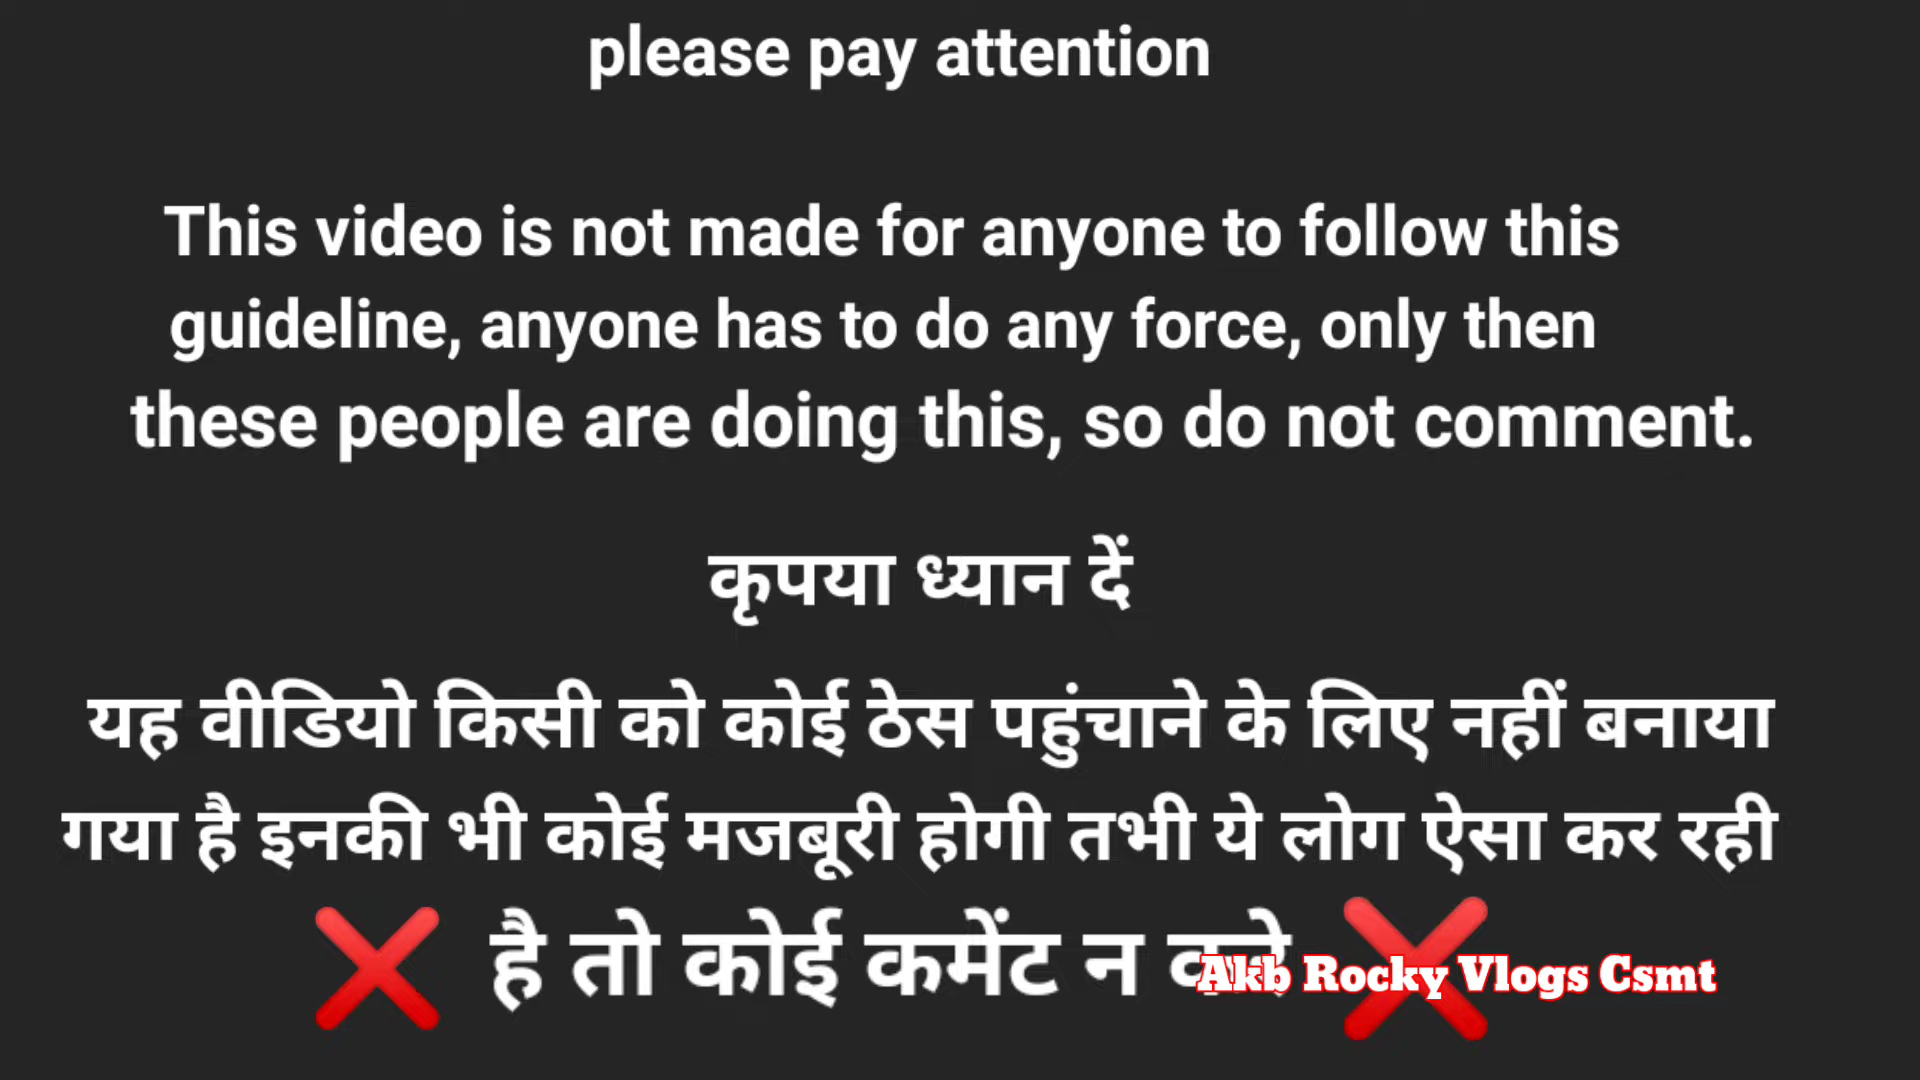 please pay attention
This video is not made for anyone to follow this
guideline, anyone has to do any force, only then
these people are doing this, so do not comment.
कृपया ध्यान दें
यह वीडियो किसी को कोई ठेस पहुंचाने के लिए नहीं बनाया
गया है इनकी भी कोई मजबूरी होगी तभी ये लोग ऐसा कर रही
है तो कोई कमेंट न
Akb Rocky Vlogs Csmt